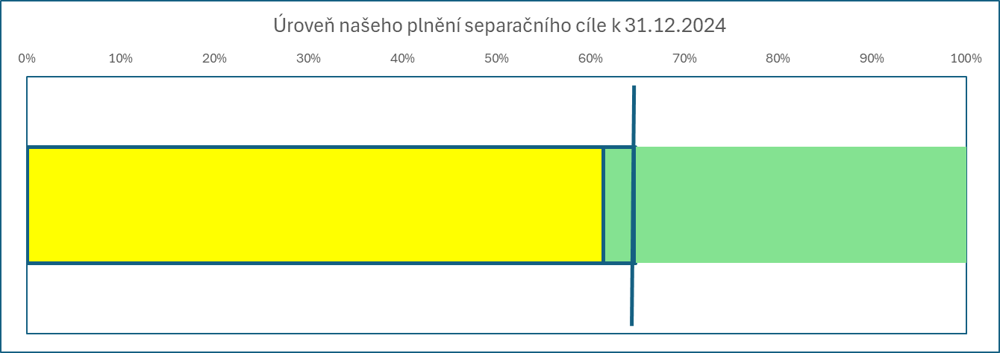 Úroveň našeho plnění separačního cíle k 31.12.2024
0% 10% 20% 30% 40% 50% 60% 70% 80% 90% 100%